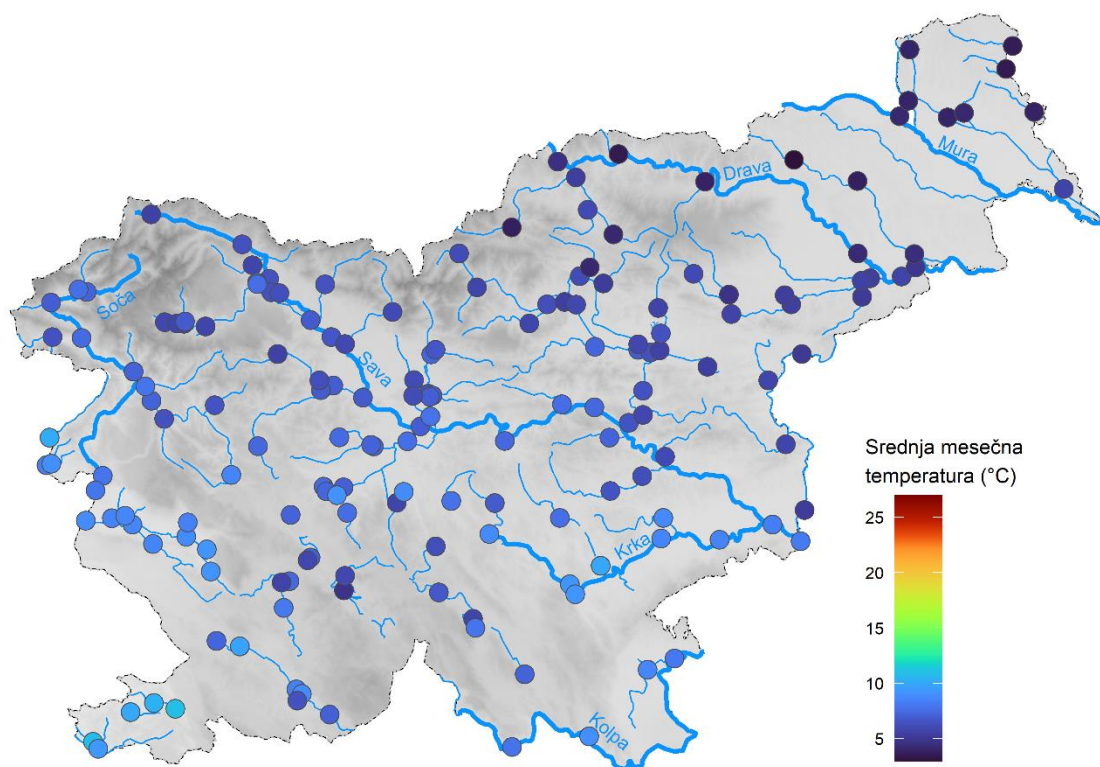 Mura
Drava
Soča
Sava
Krka
Kolpa
Srednja mesečna
temperatura (°C)
25
20
15
10
5